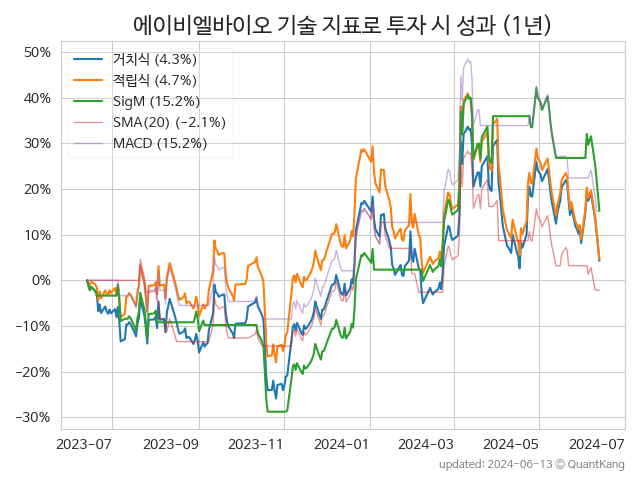 에이비엘바이오 기술 지표로 투자 시 성과 (1년)
50%
40%
30%
20%
10%
0%
−10%
−20%
−30%
거치식 (4.3%)
적립식 (4.7%)
SigM (15.2%)
SMA(20) (−2.1%)
MACD (15.2%)
2023-07 2023-09 2023-11 2024-01 2024-03 2024-05 2024-07
updated: 2024-06-13 ⓒ QuantKang